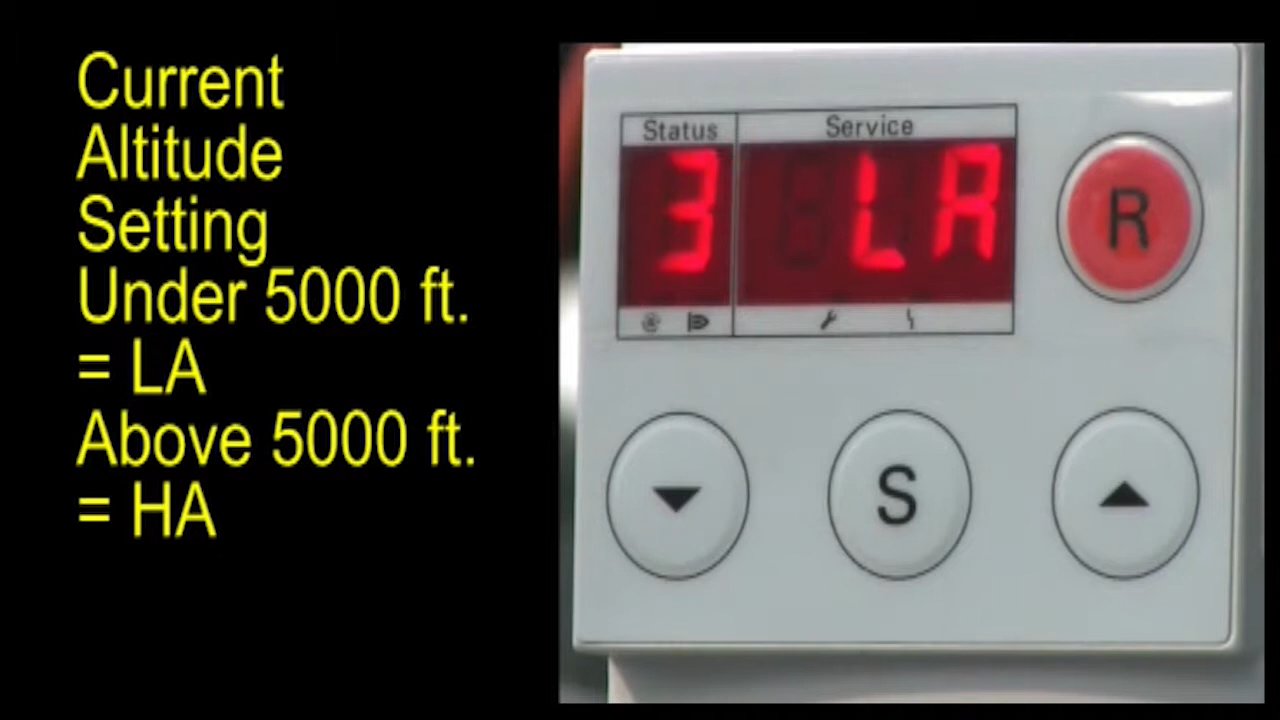 Current
Altitude
Setting
Under 5000 ft.
= LA
Above 5000 ft.
= HA
Status Service
3 LA
R
S